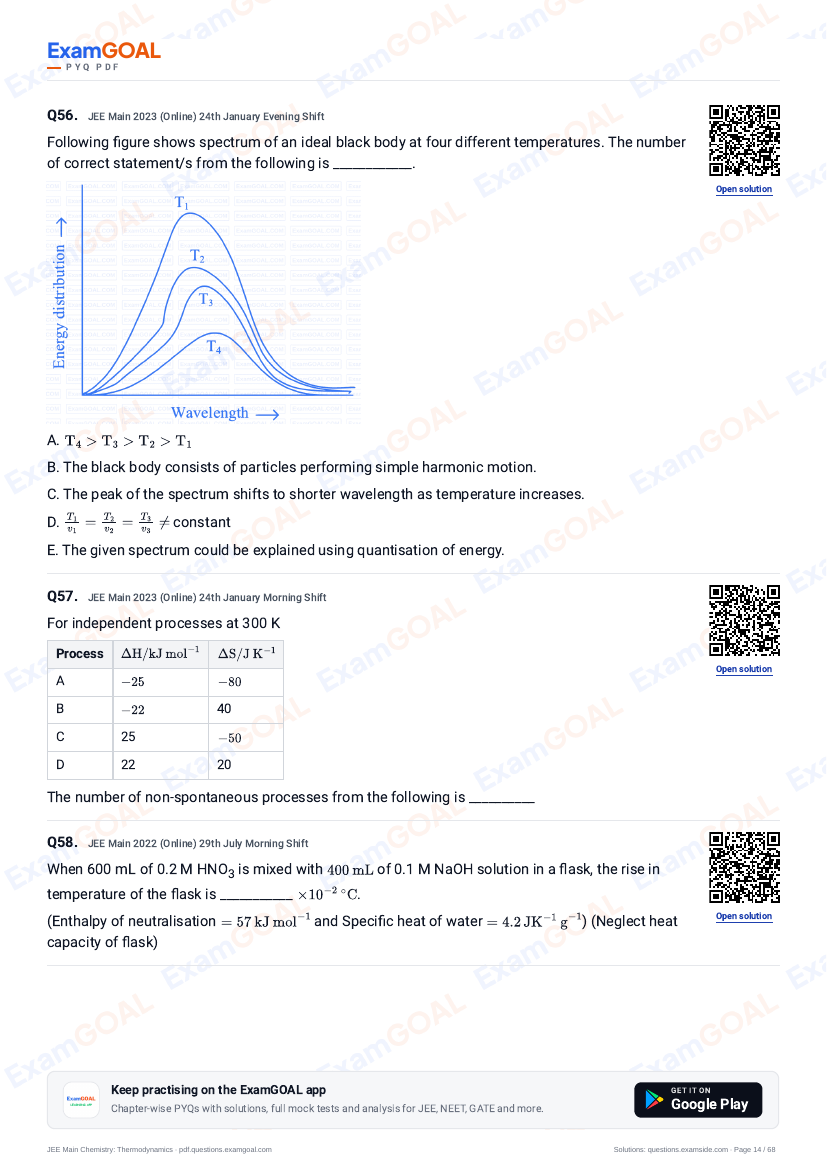 ExamGOAL
PYQ PDF
Q56. JEE Main 2023 (Online) 24th January Evening Shift
Following figure shows spectrum of an ideal black body at four different temperatures. The number
of correct statement/s from the following is ____________.
Open solution
T₁
T₂
T₃
T₄
Energy distribution →
Wavelength →
A. T₄ > T₃ > T₂ > T₁
B. The black body consists of particles performing simple harmonic motion.
C. The peak of the spectrum shifts to shorter wavelength as temperature increases.
D. T₁/ν₁ = T₂/ν₂ = T₃/ν₃ ≠ constant
E. The given spectrum could be explained using quantisation of energy.
Q57. JEE Main 2023 (Online) 24th January Morning Shift
For independent processes at 300 K
Open solution
Process ΔH/kJ mol⁻¹ ΔS/J K⁻¹
A −25 −80
B −22 40
C 25 −50
D 22 20
The number of non-spontaneous processes from the following is __________
Q58. JEE Main 2022 (Online) 29th July Morning Shift
When 600 mL of 0.2 M HNO₃ is mixed with 400 mL of 0.1 M NaOH solution in a flask, the rise in
temperature of the flask is ___________ ×10⁻² °C.
(Enthalpy of neutralisation = 57 kJ mol⁻¹ and Specific heat of water = 4.2 JK⁻¹ g⁻¹) (Neglect heat
capacity of flask)
Open solution
ExamGOAL
Keep practising on the ExamGOAL app
Chapter-wise PYQs with solutions, full mock tests and analysis for JEE, NEET, GATE and more.
GET IT ON
Google Play
JEE Main Chemistry: Thermodynamics · pdf.questions.examgoal.com
Solutions: questions.examside.com · Page 14 / 68